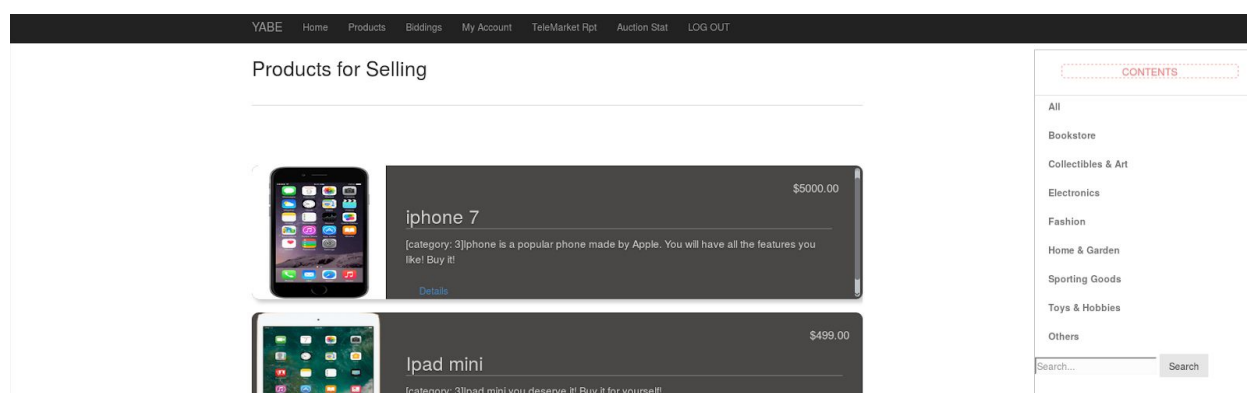 YABE Home Products Biddings My Account TeleMarket Rpt Auction Stat LOG OUT
Products for Selling
$5000.00
iphone 7
[category: 3]Iphone is a popular phone made by Apple. You will have all the features you
like! Buy it!
Details
$499.00
Ipad mini
[category: 3]Ipad mini you deserve it! Buy it for yourself!
CONTENTS
All
Bookstore
Collectibles & Art
Electronics
Fashion
Home & Garden
Sporting Goods
Toys & Hobbies
Others
Search... Search